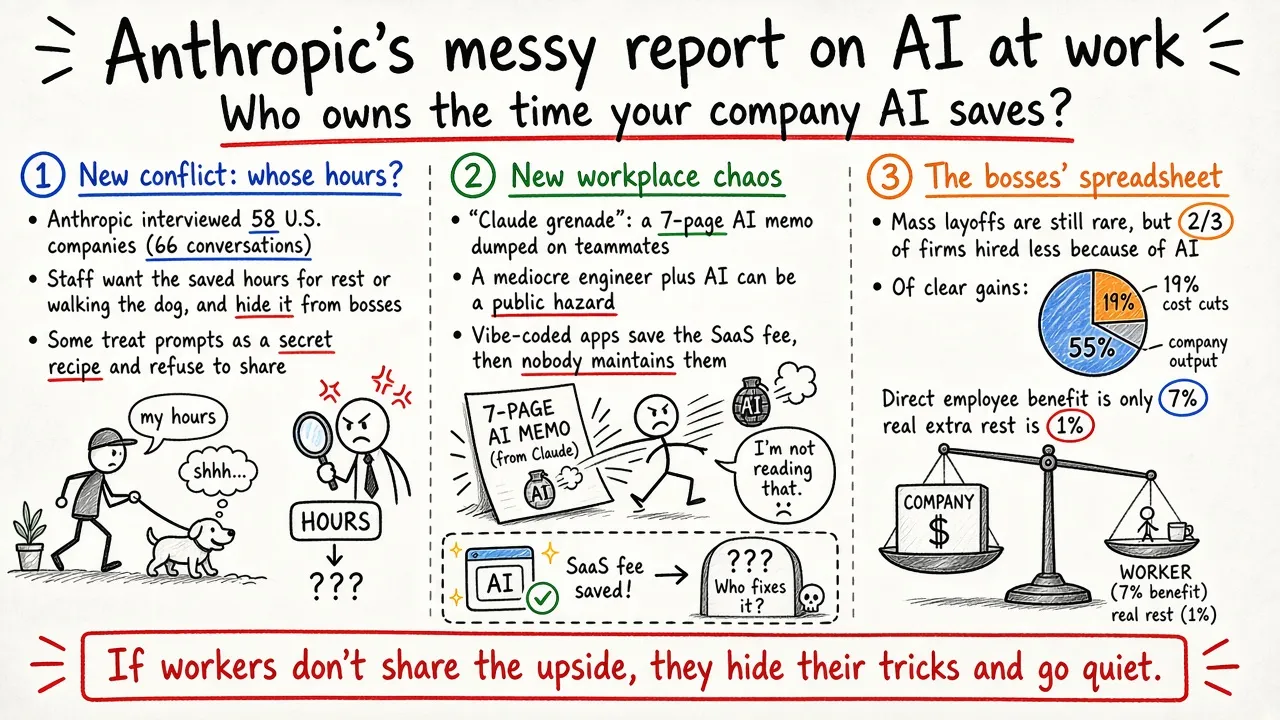 Anthropic's messy report on AI at work
Who owns the time your company AI saves?
1 New conflict: whose hours?
• Anthropic interviewed 58 U.S.
companies (66 conversations)
• Staff want the saved hours for rest or
walking the dog, and hide it from bosses
• Some treat prompts as a secret
recipe and refuse to share
my hours
shhh...
HOURS
???
2 New workplace chaos
• “Claude grenade”: a 7-page AI memo
dumped on teammates
• A mediocre engineer plus AI can be
a public hazard
• Vibe-coded apps save the SaaS fee,
then nobody maintains them
7-PAGE
AI MEMO
(from Claude)
AI
AI
I'm not
reading
that.
AI
SaaS fee
saved!
???
Who fixes
it?
3 The bosses' spreadsheet
• Mass layoffs are still rare, but 2/3
of firms hired less because of AI
• Of clear gains:
19%
55%
19%
cost cuts
company
output
Direct employee benefit is only 7%
real extra rest is 1%
COMPANY
$
WORKER
(7% benefit)
real rest (1%)
If workers don't share the upside, they hide their tricks and go quiet.